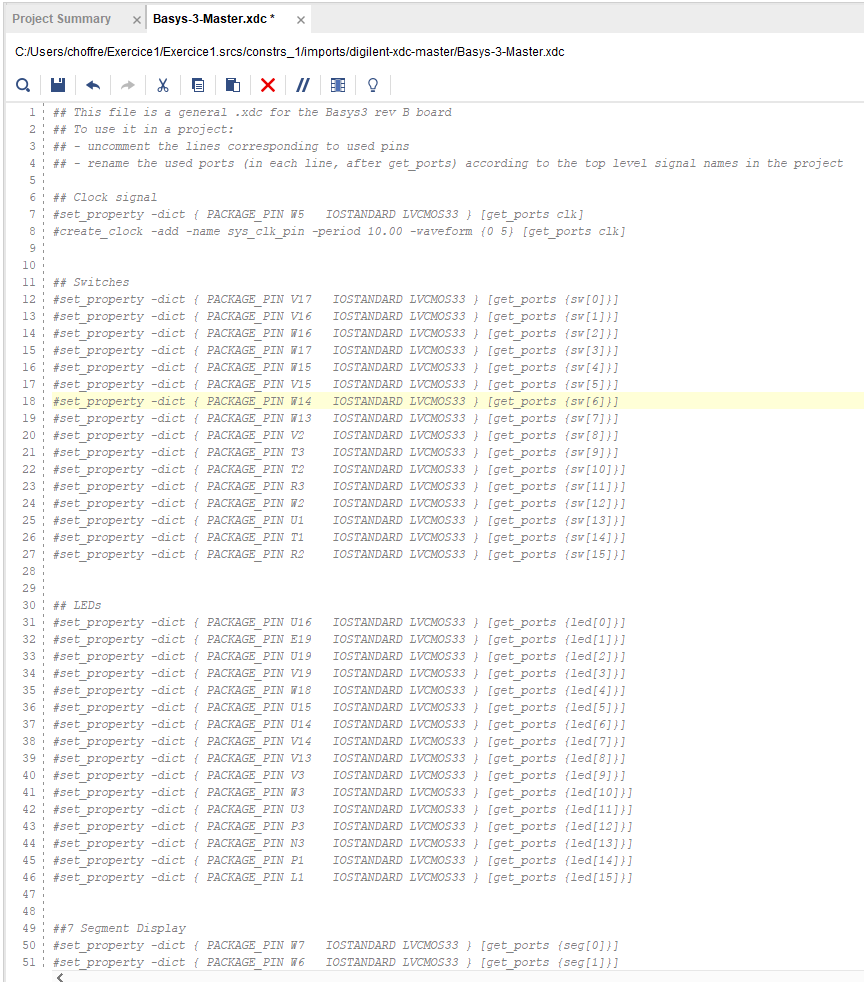 Project Summary × Basys-3-Master.xdc * ×
C:/Users/choffre/Exercice1/Exercice1.srcs/constrs_1/imports/digilent-xdc-master/Basys-3-Master.xdc
1 ## This file is a general .xdc for the Basys3 rev B board
2 ## To use it in a project:
3 ## - uncomment the lines corresponding to used pins
4 ## - rename the used ports (in each line, after get_ports) according to the top level signal names in the project
5
6 ## Clock signal
7 #set_property -dict { PACKAGE_PIN W5   IOSTANDARD LVCMOS33 } [get_ports clk]
8 #create_clock -add -name sys_clk_pin -period 10.00 -waveform {0 5} [get_ports clk]
9
10
11 ## Switches
12 #set_property -dict { PACKAGE_PIN V17   IOSTANDARD LVCMOS33 } [get_ports {sw[0]}]
13 #set_property -dict { PACKAGE_PIN V16   IOSTANDARD LVCMOS33 } [get_ports {sw[1]}]
14 #set_property -dict { PACKAGE_PIN W16   IOSTANDARD LVCMOS33 } [get_ports {sw[2]}]
15 #set_property -dict { PACKAGE_PIN W17   IOSTANDARD LVCMOS33 } [get_ports {sw[3]}]
16 #set_property -dict { PACKAGE_PIN W15   IOSTANDARD LVCMOS33 } [get_ports {sw[4]}]
17 #set_property -dict { PACKAGE_PIN V15   IOSTANDARD LVCMOS33 } [get_ports {sw[5]}]
18 #set_property -dict { PACKAGE_PIN W14   IOSTANDARD LVCMOS33 } [get_ports {sw[6]}]
19 #set_property -dict { PACKAGE_PIN W13   IOSTANDARD LVCMOS33 } [get_ports {sw[7]}]
20 #set_property -dict { PACKAGE_PIN V2    IOSTANDARD LVCMOS33 } [get_ports {sw[8]}]
21 #set_property -dict { PACKAGE_PIN T3    IOSTANDARD LVCMOS33 } [get_ports {sw[9]}]
22 #set_property -dict { PACKAGE_PIN T2    IOSTANDARD LVCMOS33 } [get_ports {sw[10]}]
23 #set_property -dict { PACKAGE_PIN R3    IOSTANDARD LVCMOS33 } [get_ports {sw[11]}]
24 #set_property -dict { PACKAGE_PIN W2    IOSTANDARD LVCMOS33 } [get_ports {sw[12]}]
25 #set_property -dict { PACKAGE_PIN U1    IOSTANDARD LVCMOS33 } [get_ports {sw[13]}]
26 #set_property -dict { PACKAGE_PIN T1    IOSTANDARD LVCMOS33 } [get_ports {sw[14]}]
27 #set_property -dict { PACKAGE_PIN R2    IOSTANDARD LVCMOS33 } [get_ports {sw[15]}]
28
29
30 ## LEDs
31 #set_property -dict { PACKAGE_PIN U16   IOSTANDARD LVCMOS33 } [get_ports {led[0]}]
32 #set_property -dict { PACKAGE_PIN E19   IOSTANDARD LVCMOS33 } [get_ports {led[1]}]
33 #set_property -dict { PACKAGE_PIN U19   IOSTANDARD LVCMOS33 } [get_ports {led[2]}]
34 #set_property -dict { PACKAGE_PIN V19   IOSTANDARD LVCMOS33 } [get_ports {led[3]}]
35 #set_property -dict { PACKAGE_PIN W18   IOSTANDARD LVCMOS33 } [get_ports {led[4]}]
36 #set_property -dict { PACKAGE_PIN U15   IOSTANDARD LVCMOS33 } [get_ports {led[5]}]
37 #set_property -dict { PACKAGE_PIN U14   IOSTANDARD LVCMOS33 } [get_ports {led[6]}]
38 #set_property -dict { PACKAGE_PIN V14   IOSTANDARD LVCMOS33 } [get_ports {led[7]}]
39 #set_property -dict { PACKAGE_PIN V13   IOSTANDARD LVCMOS33 } [get_ports {led[8]}]
40 #set_property -dict { PACKAGE_PIN V3    IOSTANDARD LVCMOS33 } [get_ports {led[9]}]
41 #set_property -dict { PACKAGE_PIN W3    IOSTANDARD LVCMOS33 } [get_ports {led[10]}]
42 #set_property -dict { PACKAGE_PIN U3    IOSTANDARD LVCMOS33 } [get_ports {led[11]}]
43 #set_property -dict { PACKAGE_PIN P3    IOSTANDARD LVCMOS33 } [get_ports {led[12]}]
44 #set_property -dict { PACKAGE_PIN N3    IOSTANDARD LVCMOS33 } [get_ports {led[13]}]
45 #set_property -dict { PACKAGE_PIN P1    IOSTANDARD LVCMOS33 } [get_ports {led[14]}]
46 #set_property -dict { PACKAGE_PIN L1    IOSTANDARD LVCMOS33 } [get_ports {led[15]}]
47
48
49 ##7 Segment Display
50 #set_property -dict { PACKAGE_PIN W7   IOSTANDARD LVCMOS33 } [get_ports {seg[0]}]
51 #set_property -dict { PACKAGE_PIN W6   IOSTANDARD LVCMOS33 } [get_ports {seg[1]}]